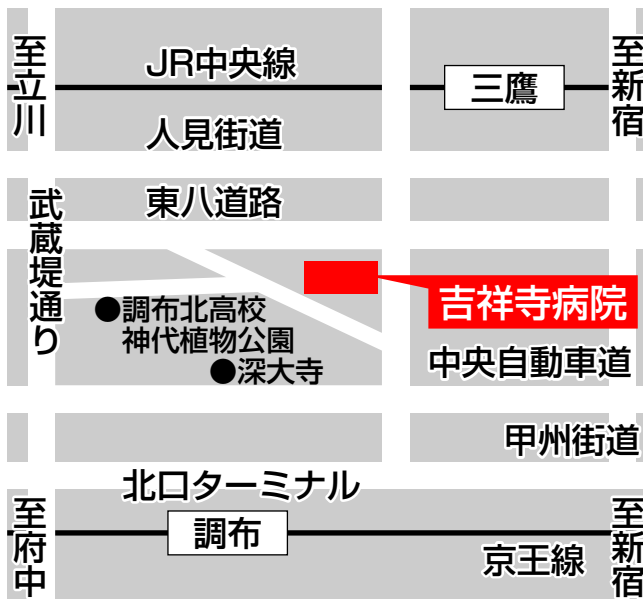 至立川
JR中央線
三鷹
至新宿
人見街道
東八道路
武蔵堤通り
吉祥寺病院
●調布北高校
神代植物公園
●深大寺
中央自動車道
甲州街道
北口ターミナル
至府中
調布
京王線
至新宿